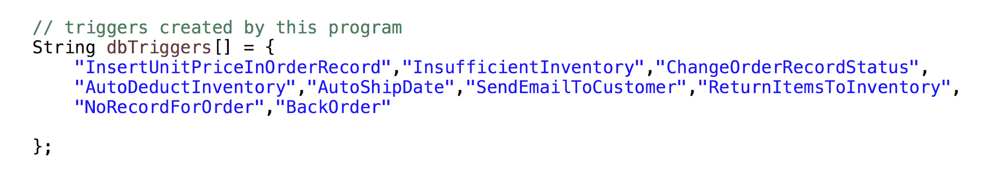 // triggers created by this program
String dbTriggers[] = {
"InsertUnitPriceInOrderRecord","InsufficientInventory","ChangeOrderRecordStatus",
"AutoDeductInventory","AutoShipDate","SendEmailToCustomer","ReturnItemsToInventory",
"NoRecordForOrder","BackOrder"
};